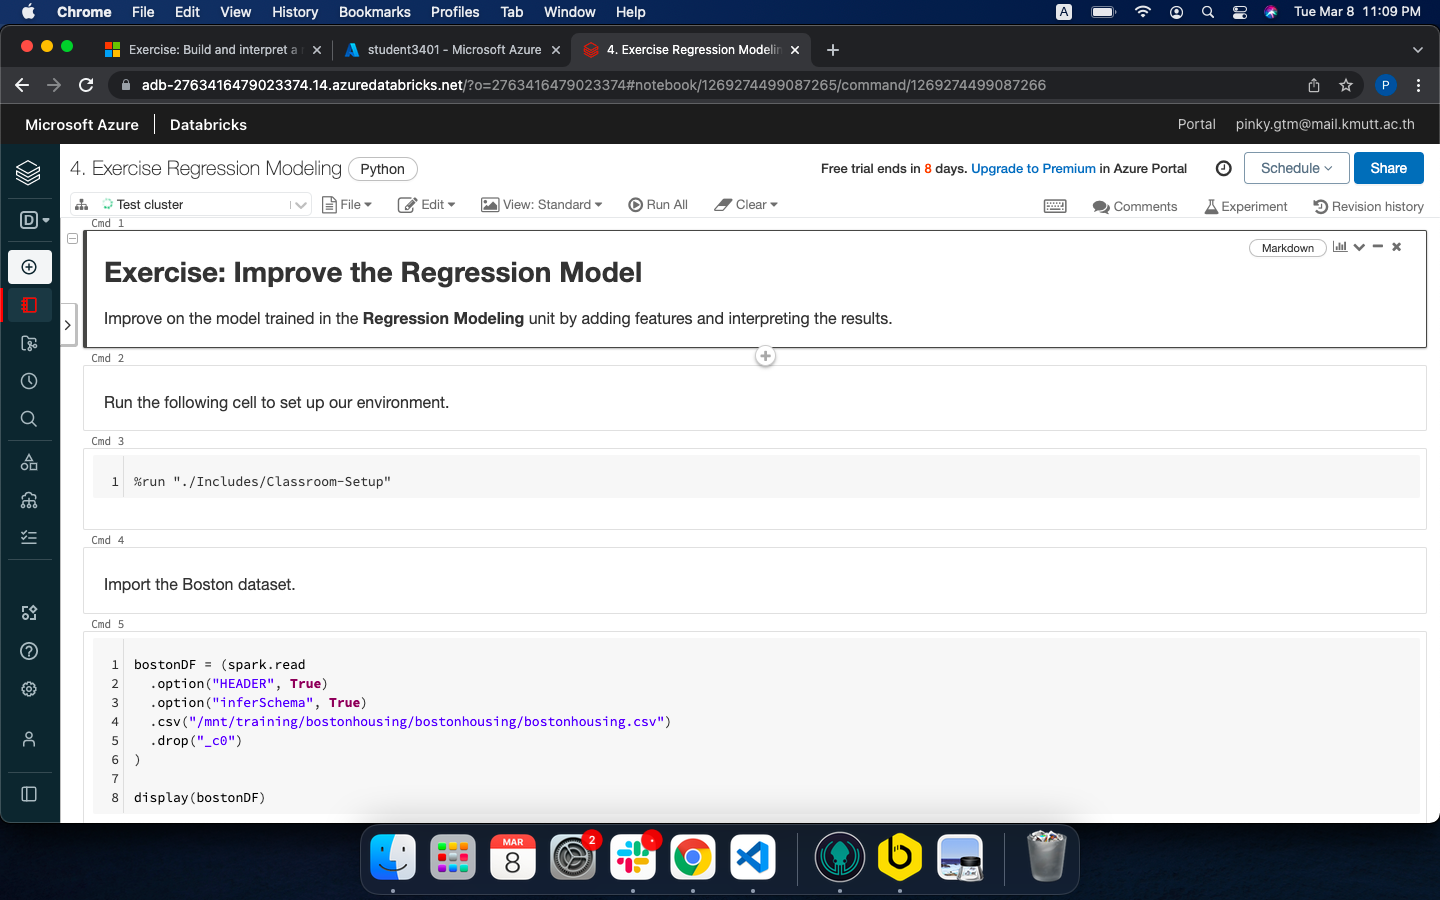 Chrome File Edit View History Bookmarks Profiles Tab Window Help A Tue Mar 8 11:09 PM
Exercise: Build and interpret a student3401 - Microsoft Azure 4. Exercise Regression Modelin
adb-2763416479023374.14.azuredatabricks.net/?o=2763416479023374#notebook/1269274499087265/command/1269274499087266 P
Microsoft Azure Databricks Portal pinky.gtm@mail.kmutt.ac.th
4. Exercise Regression Modeling Python Free trial ends in 8 days. Upgrade to Premium in Azure Portal Schedule Share
D Test cluster File Edit View: Standard Run All Clear Comments Experiment Revision history
Cmd 1
Markdown
Exercise: Improve the Regression Model
Improve on the model trained in the Regression Modeling unit by adding features and interpreting the results.
Cmd 2
Run the following cell to set up our environment.
Cmd 3
1 %run "./Includes/Classroom-Setup"
Cmd 4
Import the Boston dataset.
Cmd 5
1 bostonDF = (spark.read
2 .option("HEADER", True)
3 .option("inferSchema", True)
4 .csv("/mnt/training/bostonhousing/bostonhousing/bostonhousing.csv")
5 .drop("_c0")
6 )
7
8 display(bostonDF)
MAR
8
2